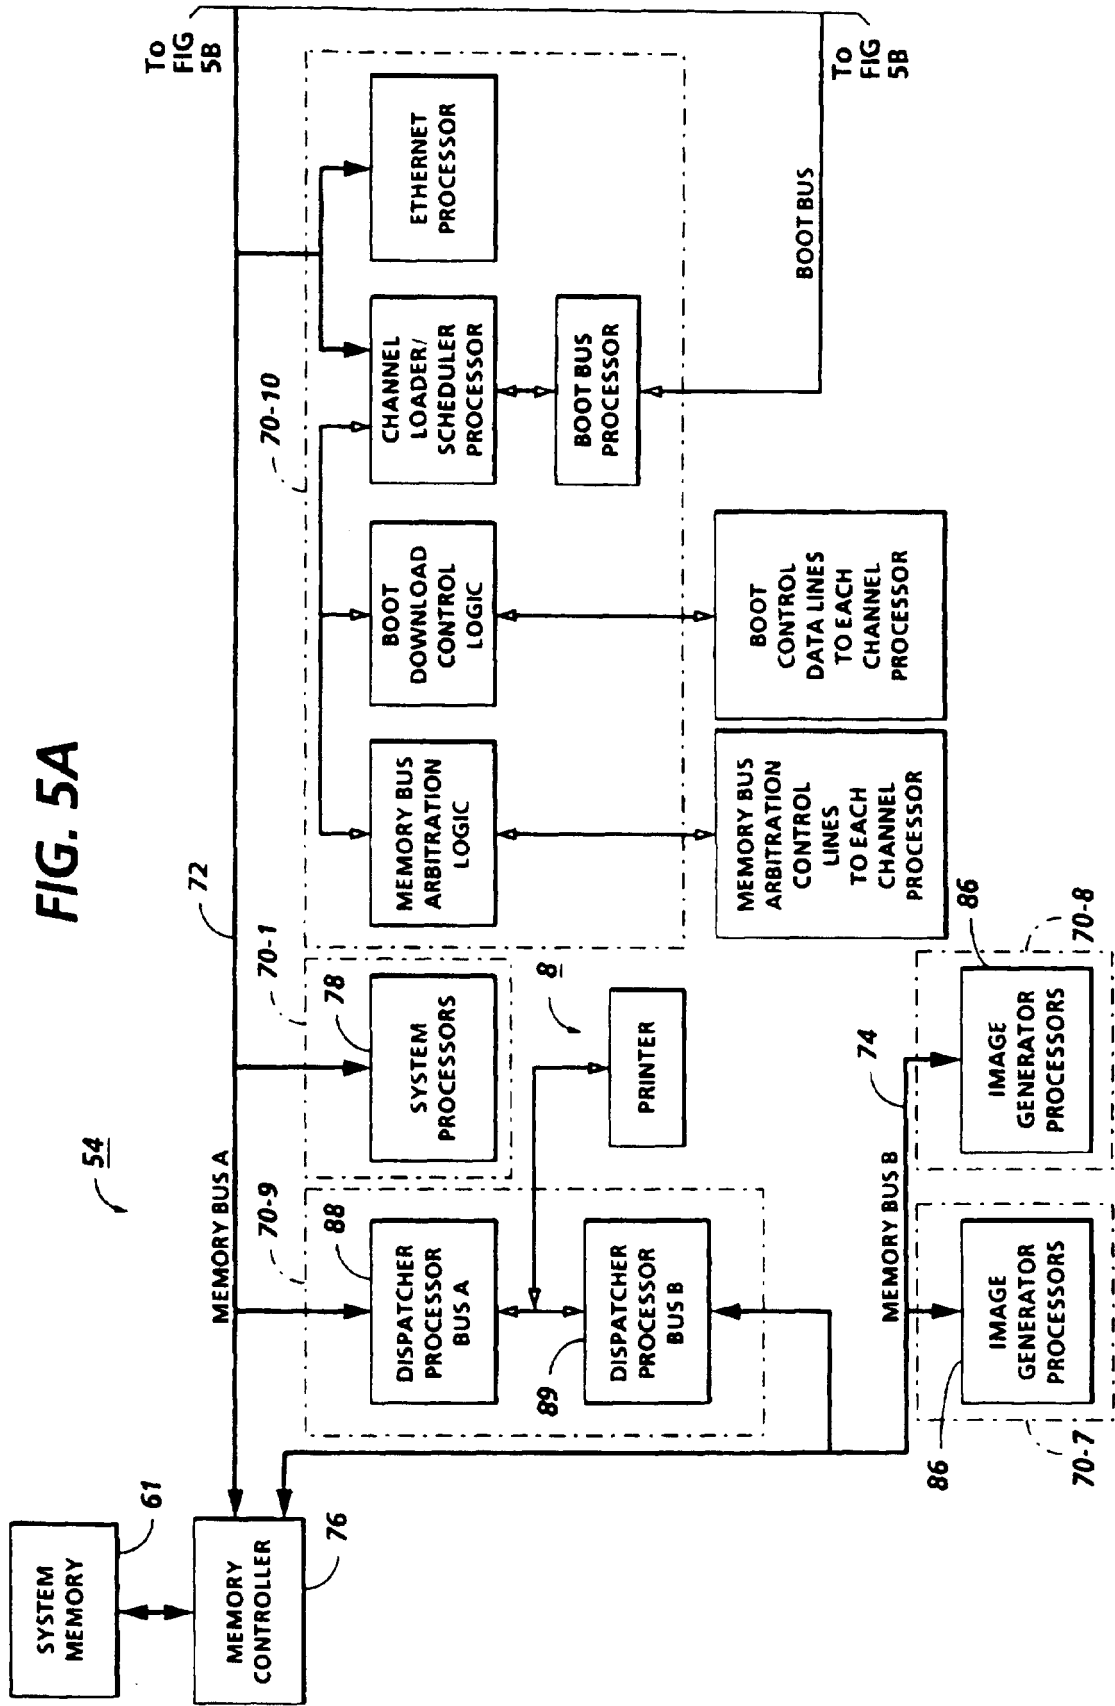 FIG. 5A
54
SYSTEM
MEMORY
61
MEMORY
CONTROLLER
76
MEMORY BUS A
72
To
FIG
5B
70-9
DISPATCHER
PROCESSOR
BUS A
88
DISPATCHER
PROCESSOR
BUS B
89
70-1
SYSTEM
PROCESSORS
78
8
PRINTER
70-10
MEMORY BUS
ARBITRATION
LOGIC
BOOT
DOWNLOAD
CONTROL
LOGIC
CHANNEL
LOADER/
SCHEDULER
PROCESSOR
ETHERNET
PROCESSOR
BOOT BUS
PROCESSOR
MEMORY BUS
ARBITRATION
CONTROL
LINES
TO EACH
CHANNEL
PROCESSOR
BOOT
CONTROL
DATA LINES
TO EACH
CHANNEL
PROCESSOR
BOOT BUS
To
FIG
5B
MEMORY BUS B
74
IMAGE
GENERATOR
PROCESSORS
86
70-7
IMAGE
GENERATOR
PROCESSORS
86
70-8